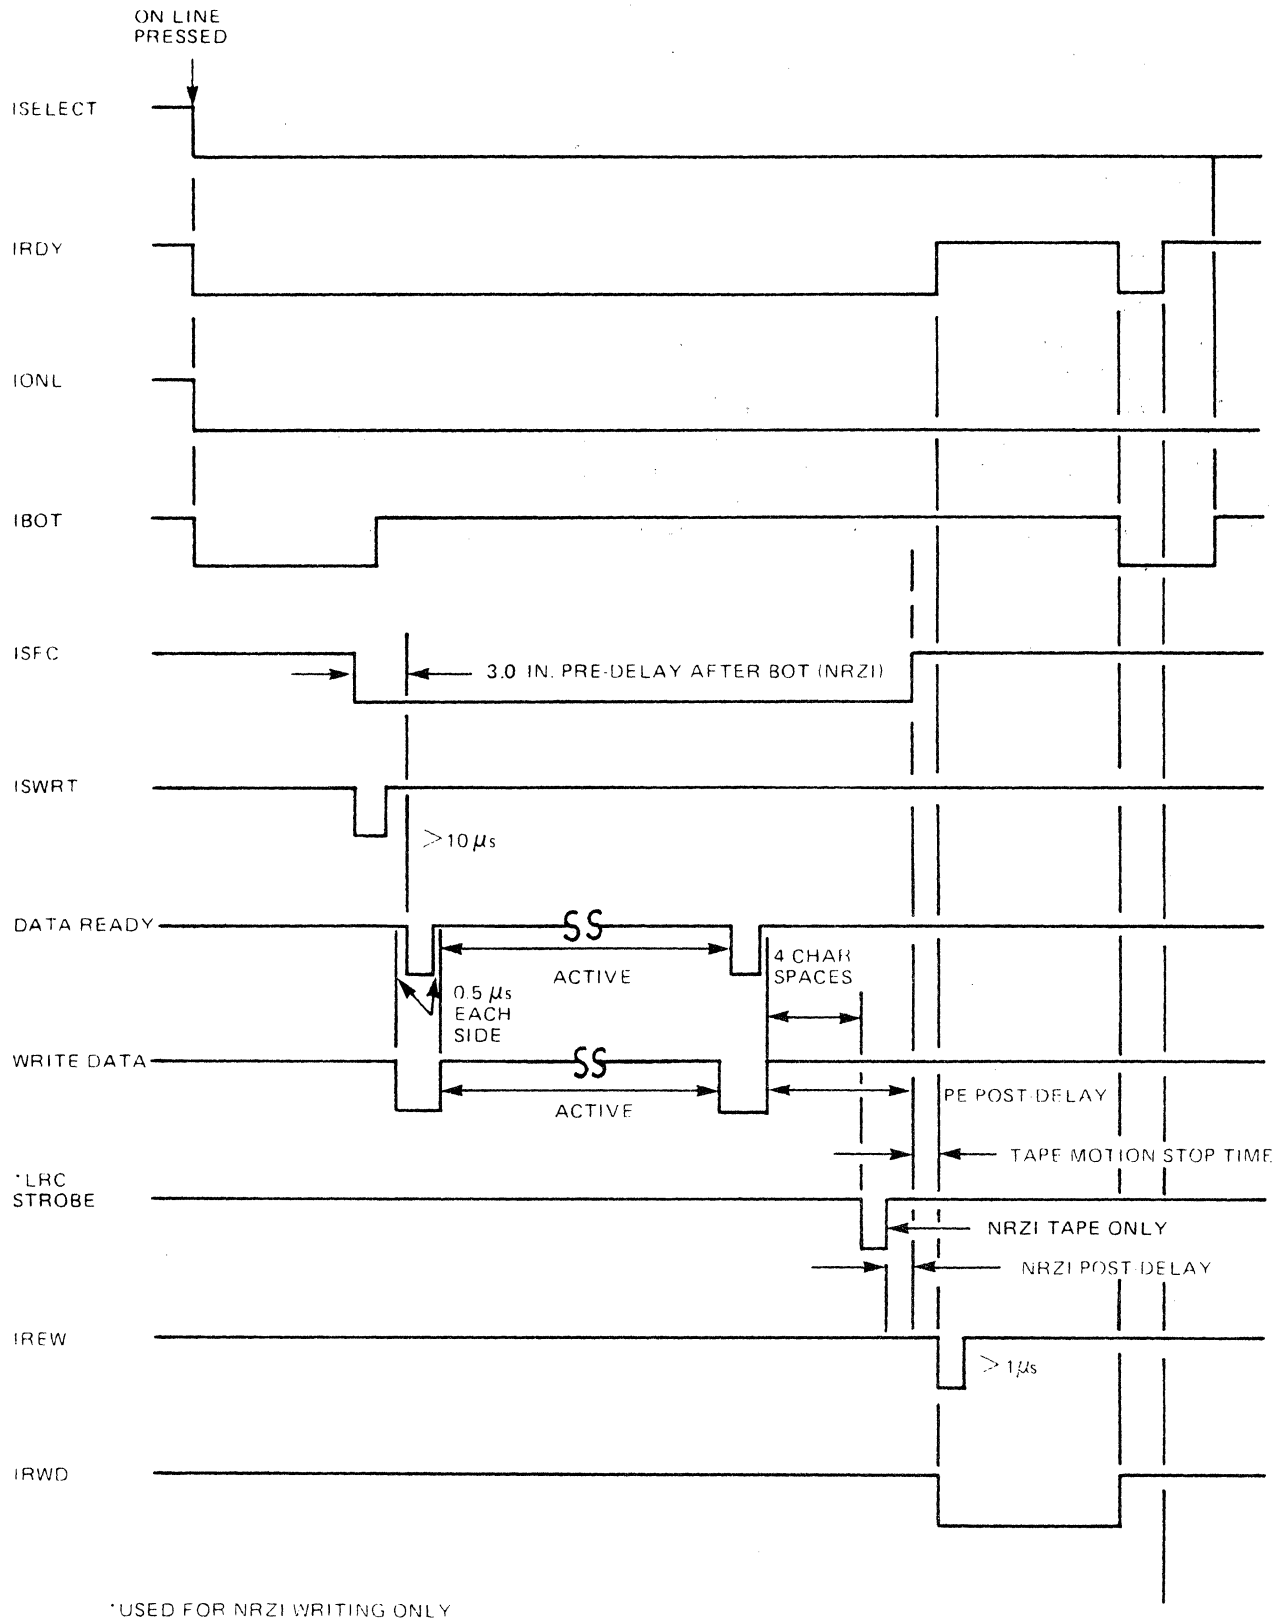 ON LINE
PRESSED
ISELECT
IRDY
IONL
IBOT
ISFC
3.0 IN. PRE-DELAY AFTER BOT (NRZI)
ISWRT
>10 µs
DATA READY
SS
4 CHAR
SPACES
ACTIVE
0.5 µs
EACH
SIDE
WRITE DATA
SS
ACTIVE
PE POST-DELAY
TAPE MOTION STOP TIME
*LRC
STROBE
NRZI TAPE ONLY
NRZI POST-DELAY
IREW
>1µs
IRWD
*USED FOR NRZI WRITING ONLY